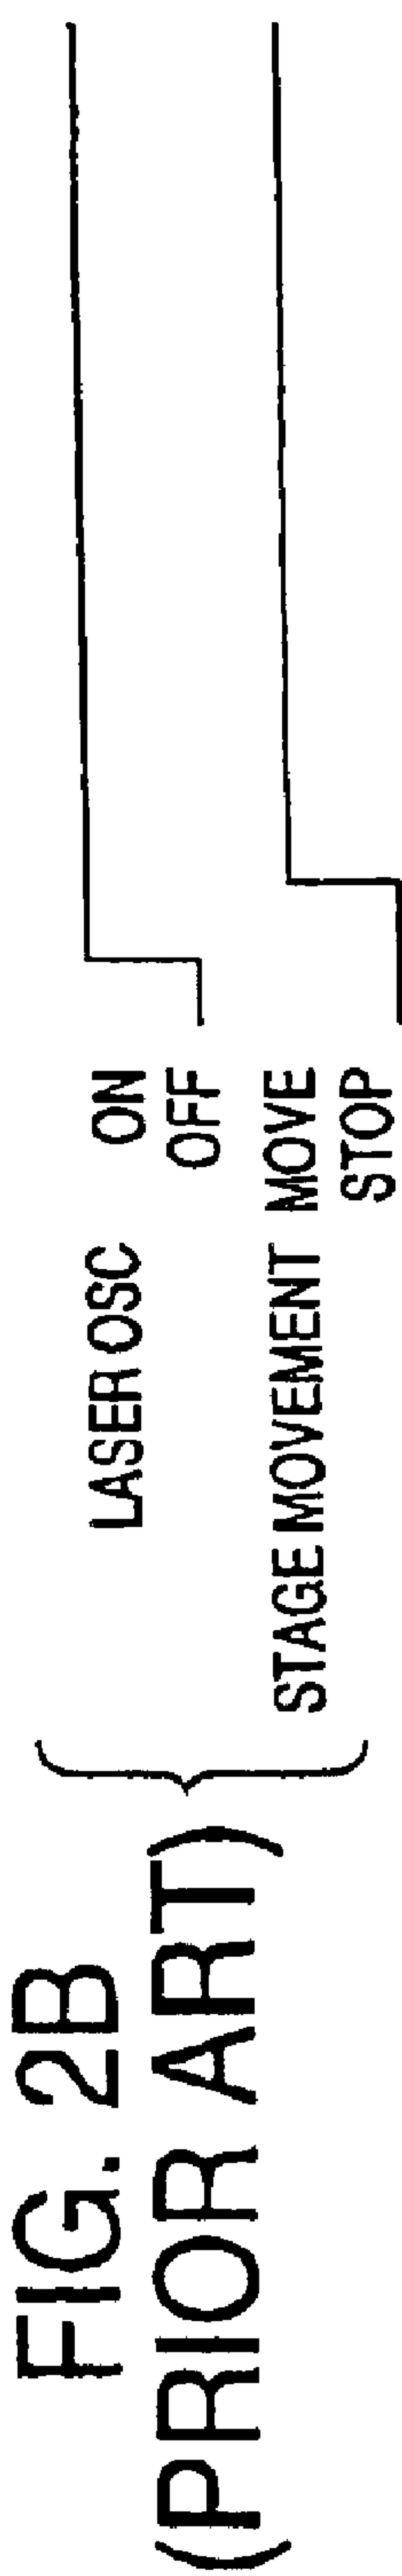 FIG. 2B
(PRIOR ART)
LASER OSC ON
OFF
STAGE MOVEMENT MOVE
STOP